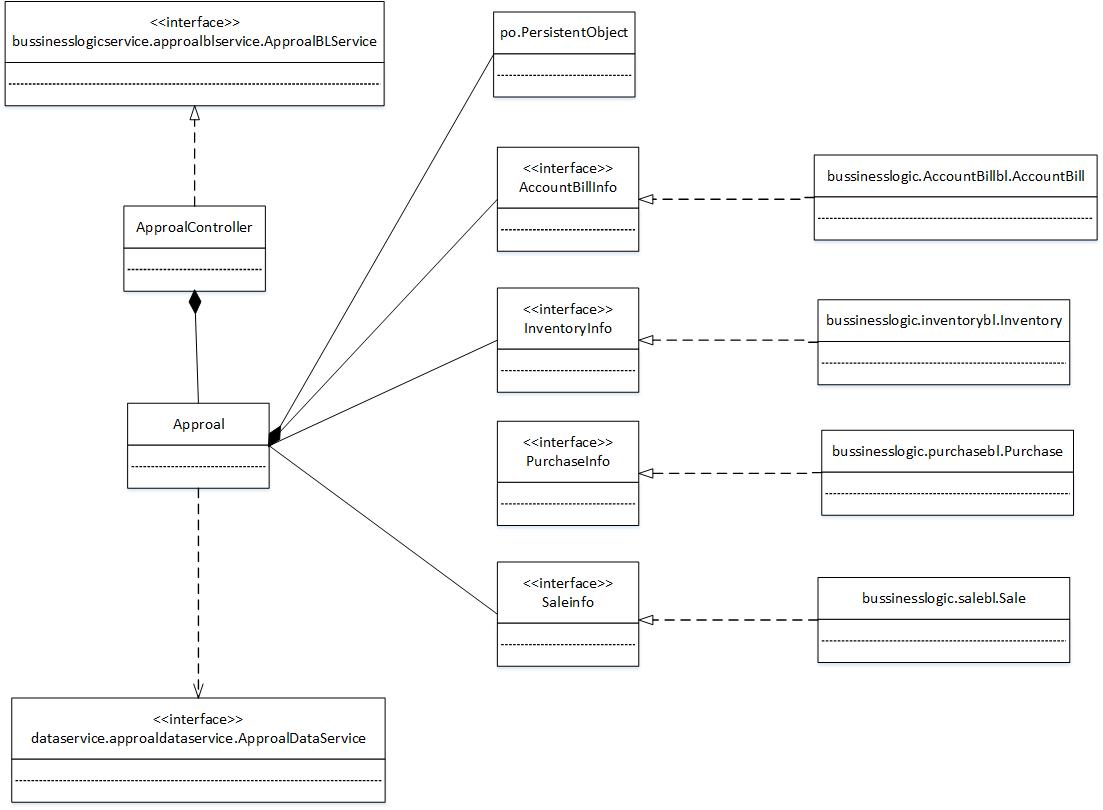 <<interface>>
bussinesslogicservice.approalblservice.ApproalBLService
po.PersistentObject
<<interface>>
AccountBillInfo
bussinesslogic.AccountBillbl.AccountBill
ApproalController
<<interface>>
InventoryInfo
bussinesslogic.inventorybl.Inventory
Approal
<<interface>>
PurchaseInfo
bussinesslogic.purchasebl.Purchase
<<interface>>
Saleinfo
bussinesslogic.salebl.Sale
<<interface>>
dataservice.approaldataservice.ApproalDataService